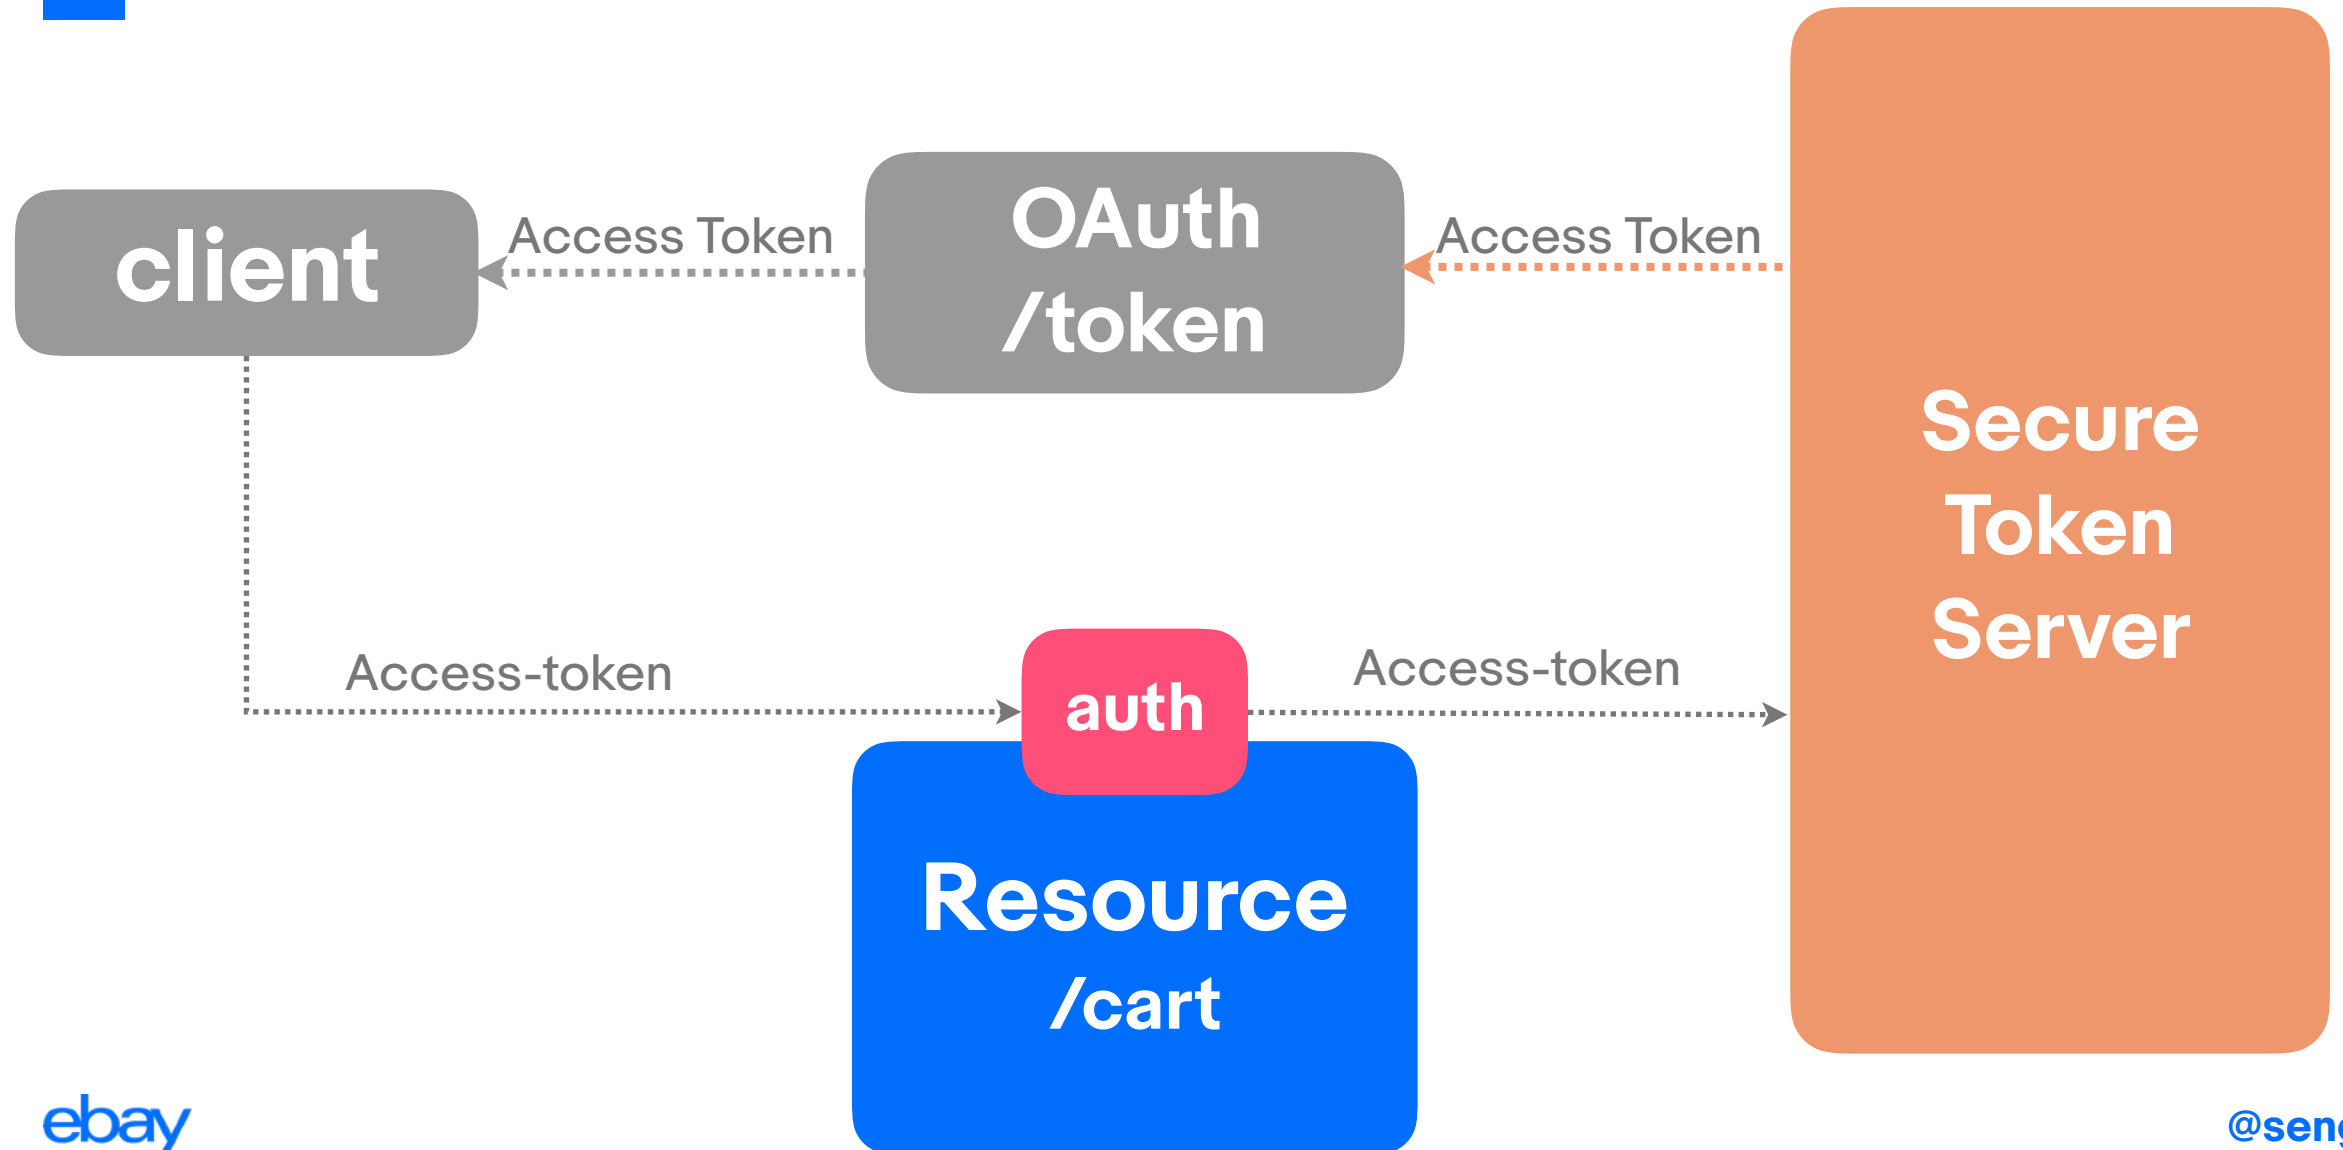 client
Access Token
OAuth
/token
Access Token
Secure
Token
Server
Access-token
auth
Access-token
Resource
/cart
ebay